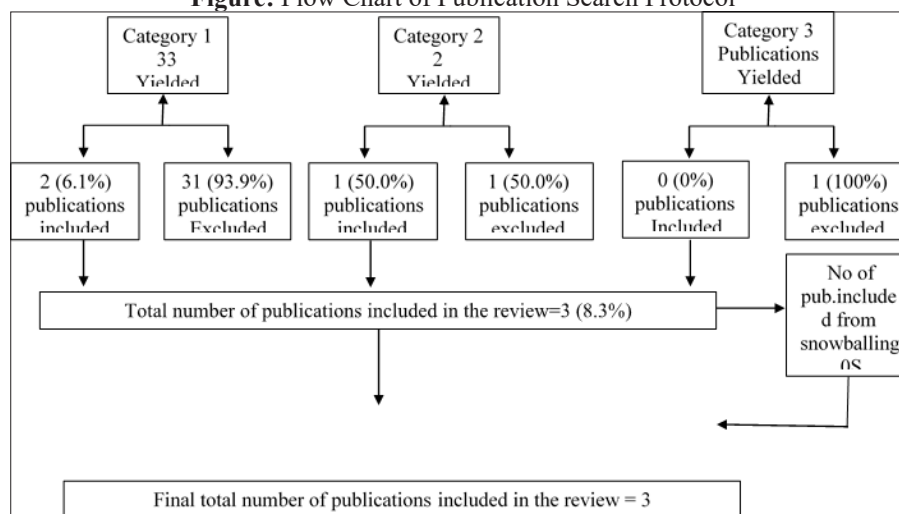 Figure: Flow Chart of Publication Search Protocol
Category 1
33
Yielded
Category 2
2
Yielded
Category 3
Publications
Yielded
2 (6.1%)
publications
included
31 (93.9%)
publications
Excluded
1 (50.0%)
publications
included
1 (50.0%)
publications
excluded
0 (0%)
publications
Included
1 (100%)
publications
excluded
No of
pub.include
d from
snowballing
0S
Total number of publications included in the review=3 (8.3%)
Final total number of publications included in the review = 3